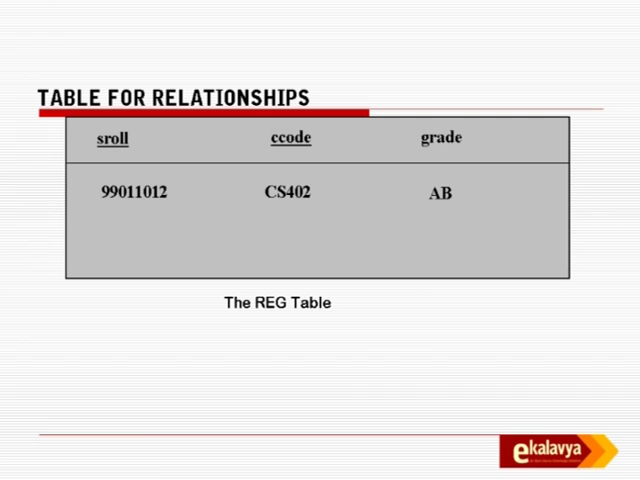 TABLE FOR RELATIONSHIPS
sroll ccode grade
99011012 CS402 AB
The REG Table
ekalavya